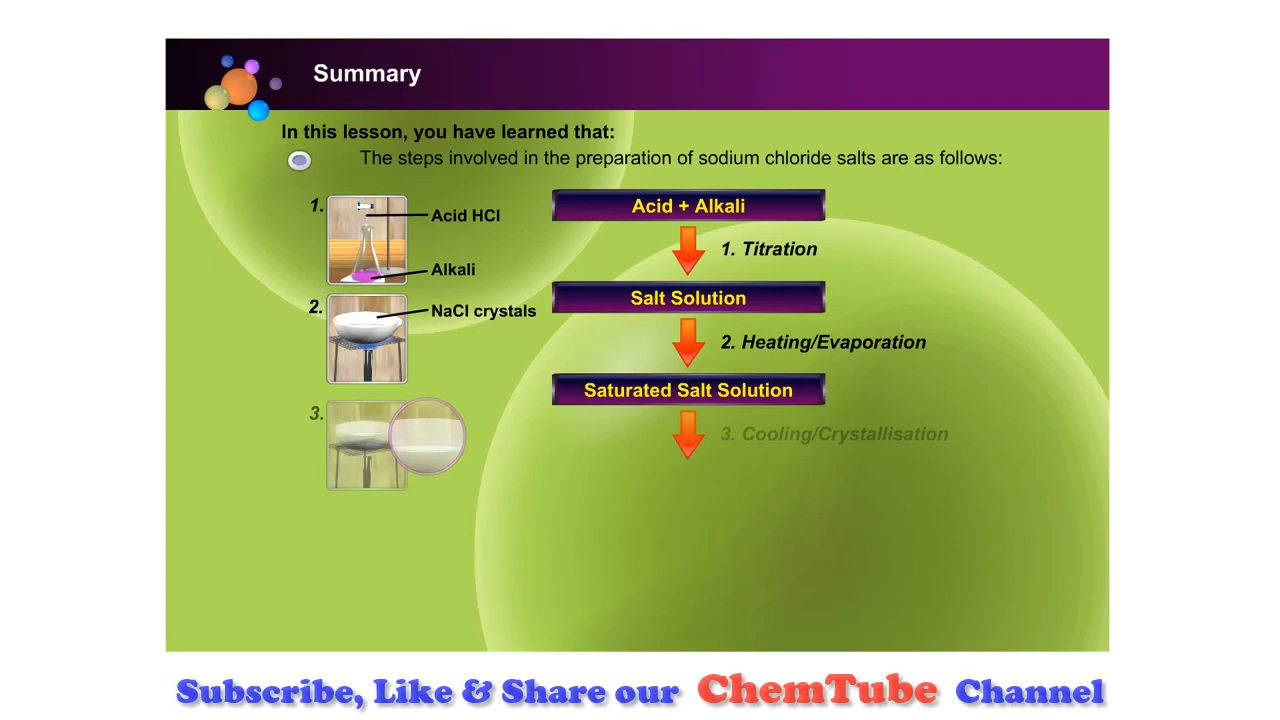 Summary
In this lesson, you have learned that:
The steps involved in the preparation of sodium chloride salts are as follows:
1.
Acid HCl
Alkali
2.
NaCl crystals
3.
Acid + Alkali
1. Titration
Salt Solution
2. Heating/Evaporation
Saturated Salt Solution
3. Cooling/Crystallisation
Subscribe, Like & Share our ChemTube Channel